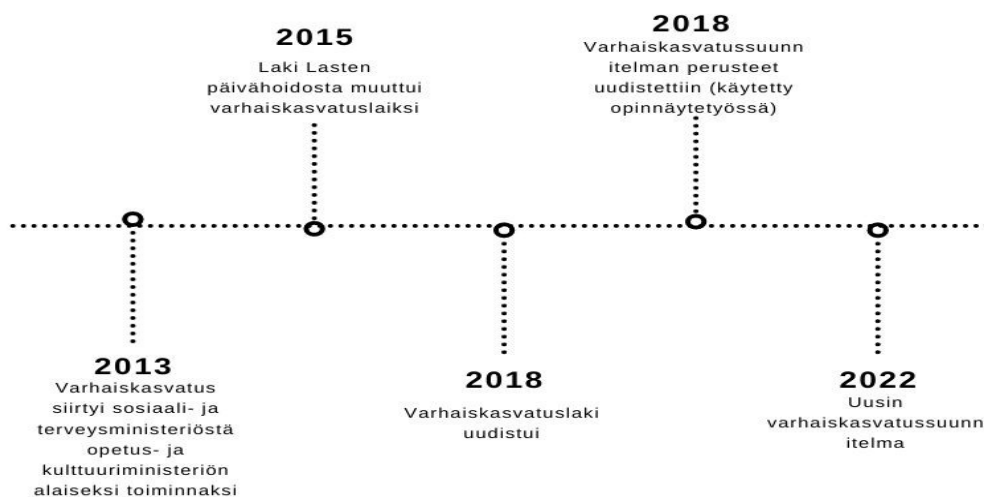 2013
Varhaiskasvatus
siirtyi sosiaali- ja
terveysministeriöstä
opetus- ja
kulttuuriministeriön
alaiseksi toiminnaksi
2015
Laki Lasten
päivähoidosta muuttui
varhaiskasvatuslaiksi
2018
Varhaiskasvatuslaki
uudistui
2018
Varhaiskasvatussuunn
itelman perusteet
uudistettiin (käytetty
opinnäytetyössä)
2022
Uusin
varhaiskasvatussuunn
itelma